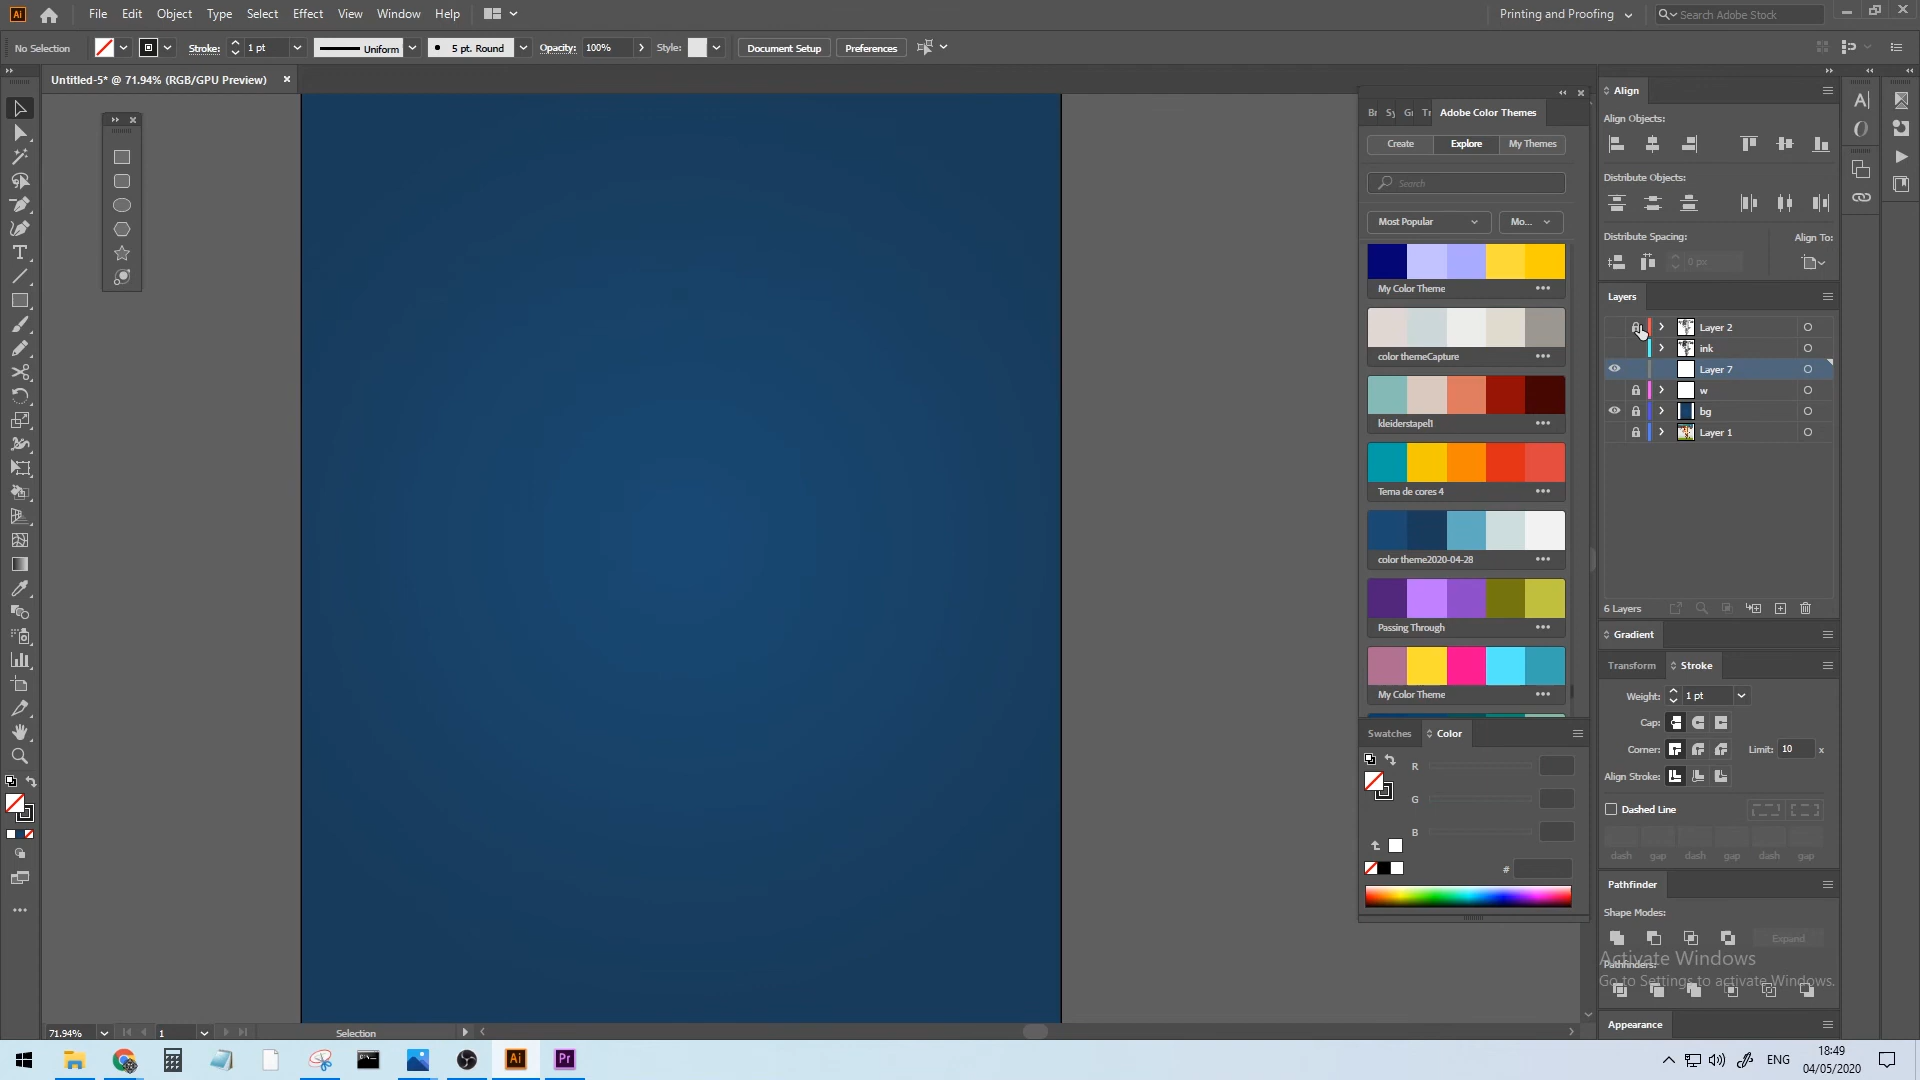 Ai File Edit Object Type Select Effect View Window Help Printing and Proofing Search Adobe Stock
No Selection Stroke: 1 pt Uniform 5 pt. Round Opacity: 100% Style: Document Setup Preferences
Untitled-5* @ 71.94% (RGB/GPU Preview)
Adobe Color Themes
Create Explore My Themes
Search
Most Popular Mo...
My Color Theme
color themeCapture
kleiderstapel1
Tema de cores 4
color theme2020-04-28
Passing Through
My Color Theme
Swatches Color
R
G
B
#
Align
Align Objects:
Distribute Objects:
Distribute Spacing: Align To:
0 px
Layers
Layer 2
ink
Layer 7
w
bg
Layer 1
6 Layers
Gradient
Transform Stroke
Weight: 1 pt
Cap:
Corner: Limit: 10 x
Align Stroke:
Dashed Line
dash gap dash gap dash gap
Pathfinder
Shape Modes:
Expand
Activate Windows
Pathfinders:
Go to Settings to activate Windows.
Appearance
71.94% 1 Selection
Ai Pr ENG 18:49
04/05/2020